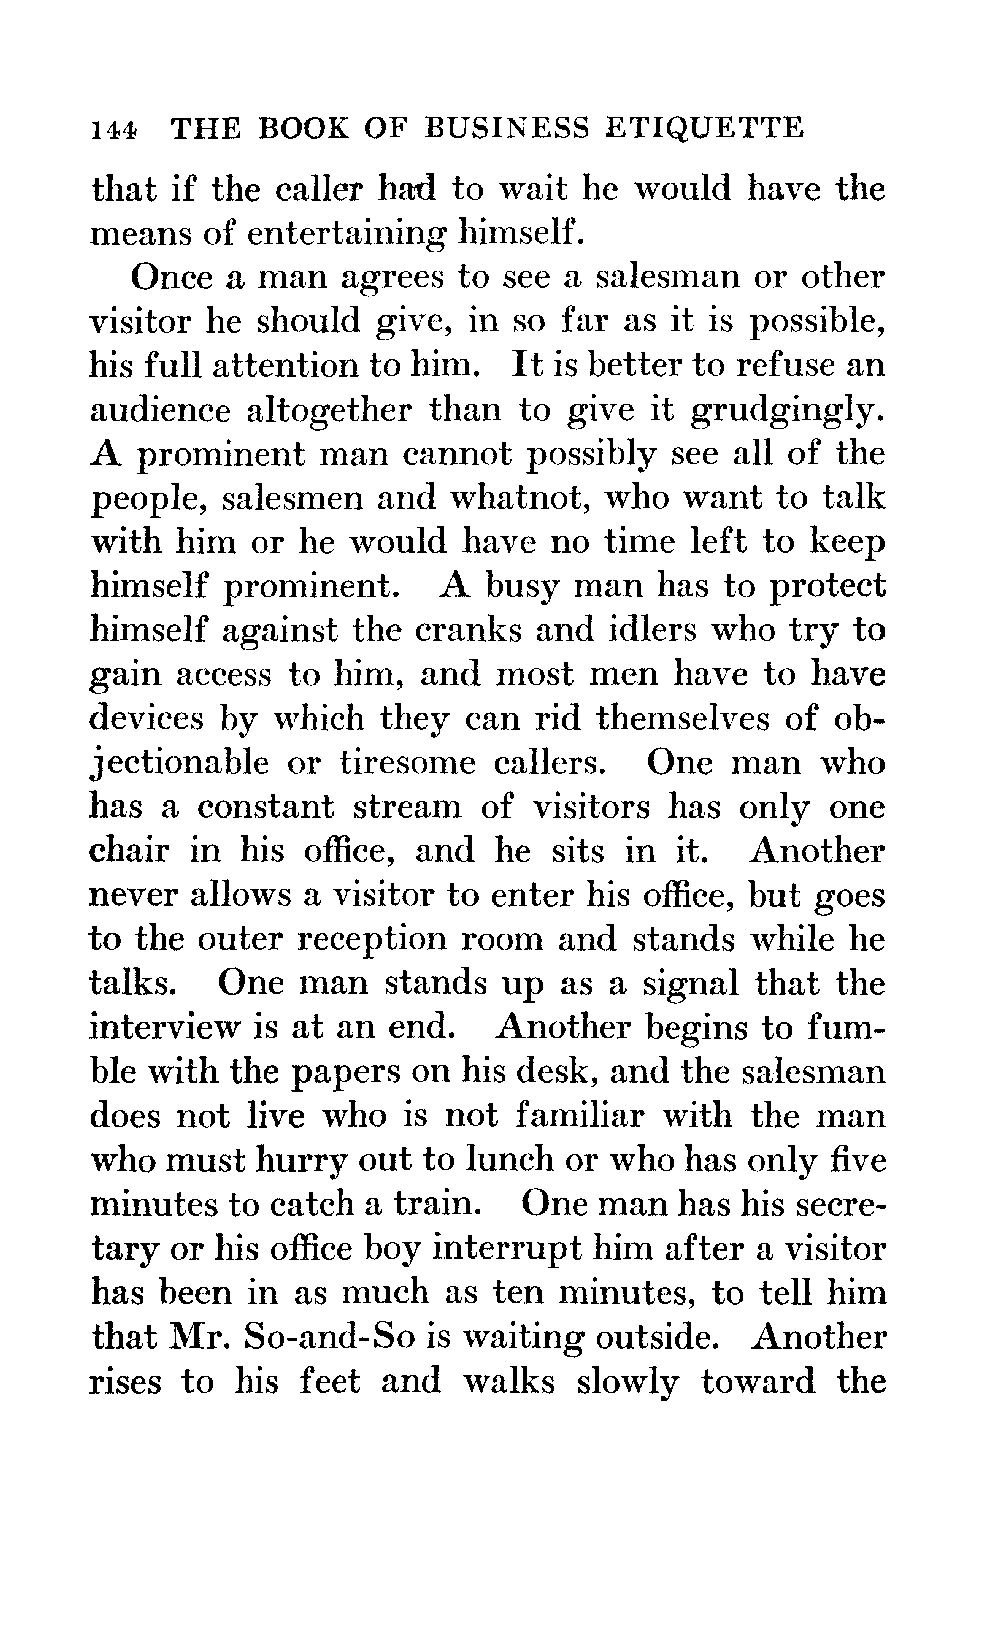 144 THE BOOK OF BUSINESS ETIQUETTE
that if the caller had to wait he would have the
means of entertaining himself.
Once a man agrees to see a salesman or other
visitor he should give, in so far as it is possible,
his full attention to him. It is better to refuse an
audience altogether than to give it grudgingly.
A prominent man cannot possibly see all of the
people, salesmen and whatnot, who want to talk
with him or he would have no time left to keep
himself prominent. A busy man has to protect
himself against the cranks and idlers who try to
gain access to him, and most men have to have
devices by which they can rid themselves of ob-
jectionable or tiresome callers. One man who
has a constant stream of visitors has only one
chair in his office, and he sits in it. Another
never allows a visitor to enter his office, but goes
to the outer reception room and stands while he
talks. One man stands up as a signal that the
interview is at an end. Another begins to fum-
ble with the papers on his desk, and the salesman
does not live who is not familiar with the man
who must hurry out to lunch or who has only five
minutes to catch a train. One man has his secre-
tary or his office boy interrupt him after a visitor
has been in as much as ten minutes, to tell him
that Mr. So-and-So is waiting outside. Another
rises to his feet and walks slowly toward the